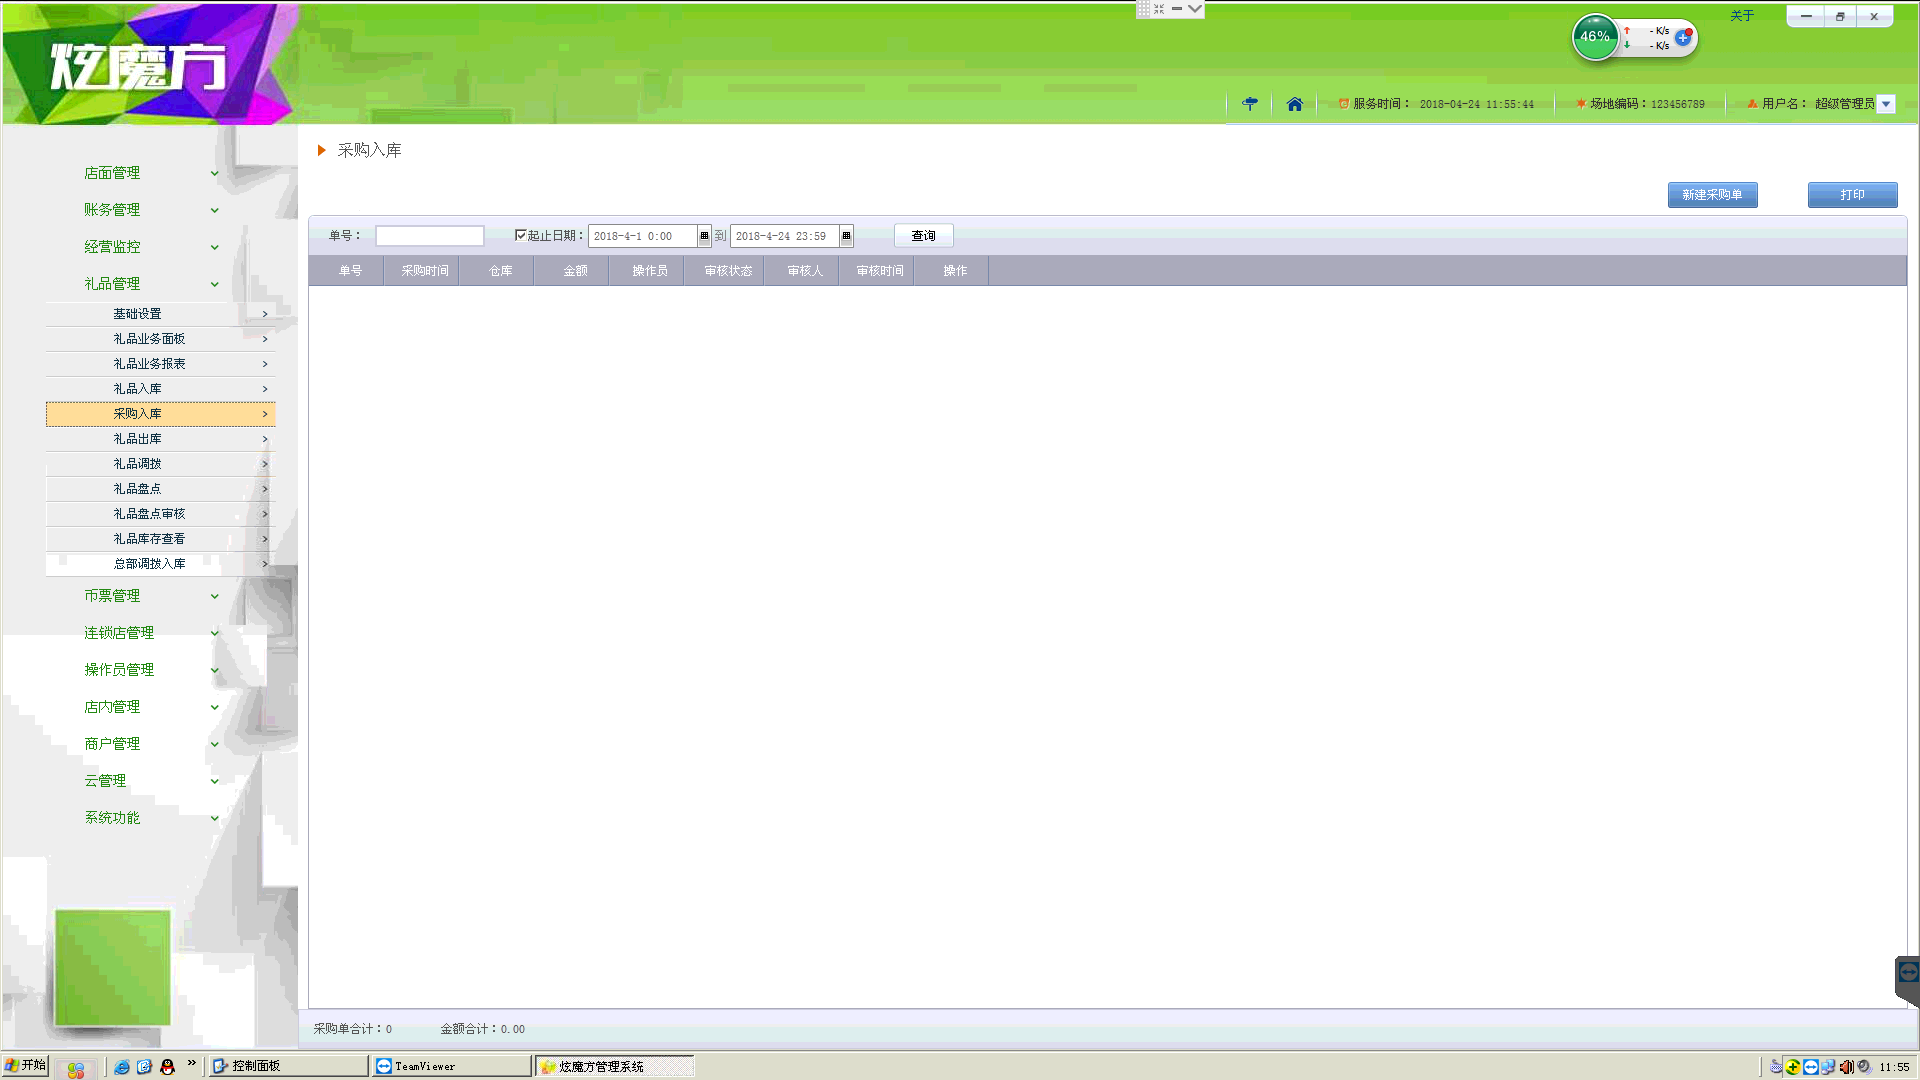 关于
46%
- K/s
- K/s
炫魔方
服务时间： 2018-04-24 11:55:44
场地编码：123456789
用户名： 超级管理员
采购入库
新建采购单
打印
单号：
起止日期：
2018-4-1 0:00
到
2018-4-24 23:59
查询
单号
采购时间
仓库
金额
操作员
审核状态
审核人
审核时间
操作
店面管理
账务管理
经营监控
礼品管理
基础设置
礼品业务面板
礼品业务报表
礼品入库
采购入库
礼品出库
礼品调拨
礼品盘点
礼品盘点审核
礼品库存查看
总部调拨入库
币票管理
连锁店管理
操作员管理
店内管理
商户管理
云管理
系统功能
采购单合计：0
金额合计：0.00
开始
控制面板
TeamViewer
炫魔方管理系统
11:55